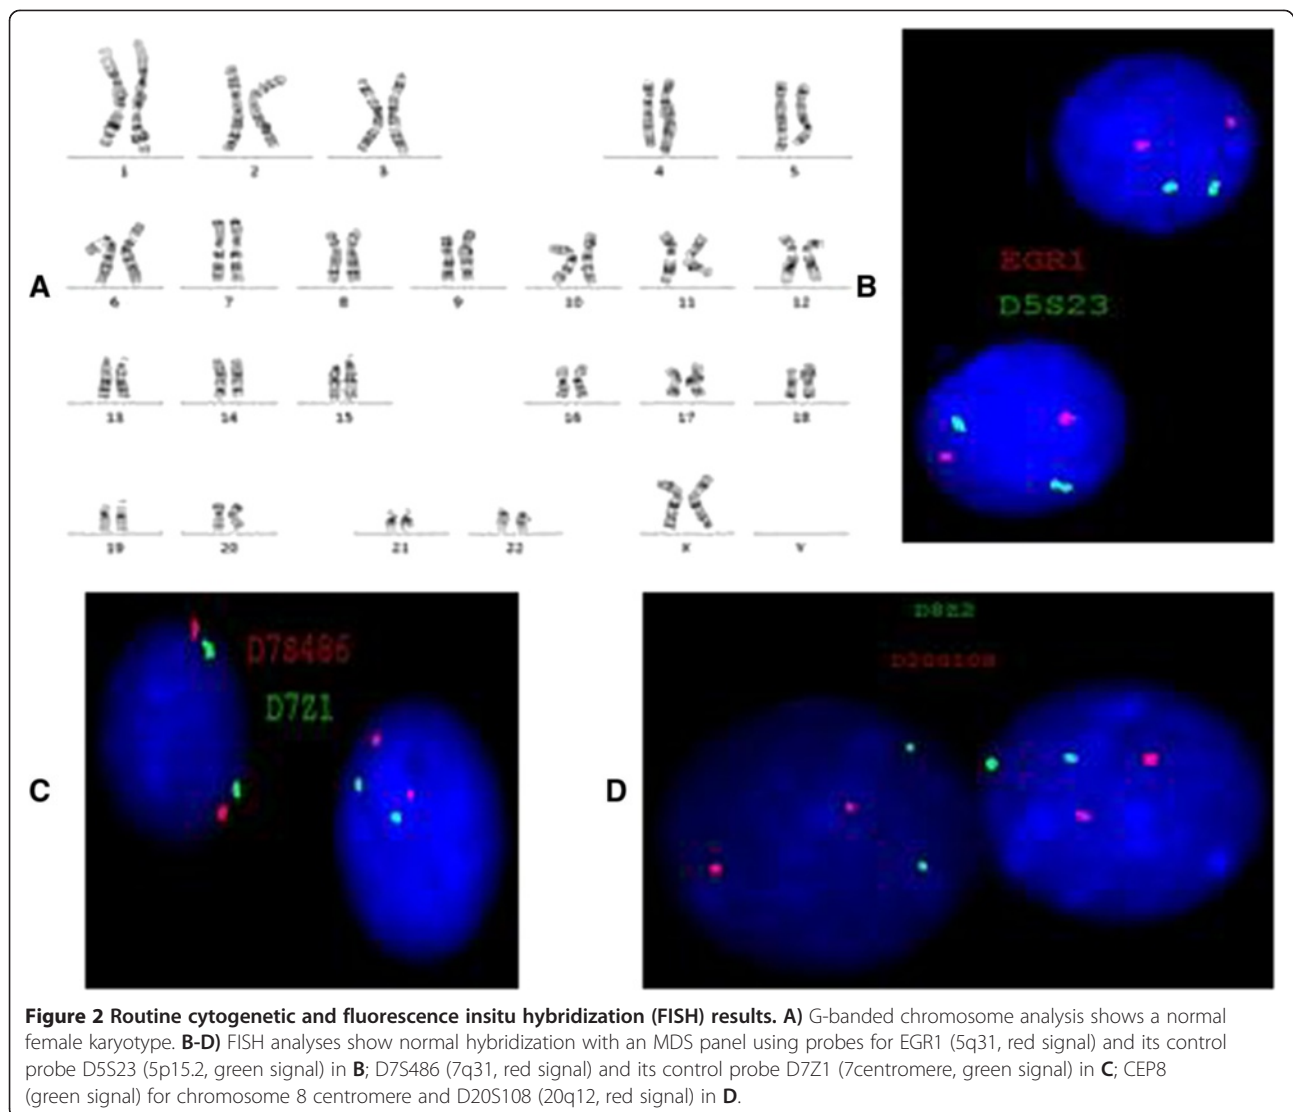 1 2 3 4 5
6 7 8 9 10 11 12
A
B
EGR1
D5S23
13 14 15 16 17 18
19 20 21 22 X Y
D8Z2
D20S108
D7S486
D7Z1
C
D
Figure 2 Routine cytogenetic and fluorescence insitu hybridization (FISH) results. A) G-banded chromosome analysis shows a normal
female karyotype. B-D) FISH analyses show normal hybridization with an MDS panel using probes for EGR1 (5q31, red signal) and its control
probe D5S23 (5p15.2, green signal) in B; D7S486 (7q31, red signal) and its control probe D7Z1 (7centromere, green signal) in C; CEP8
(green signal) for chromosome 8 centromere and D20S108 (20q12, red signal) in D.